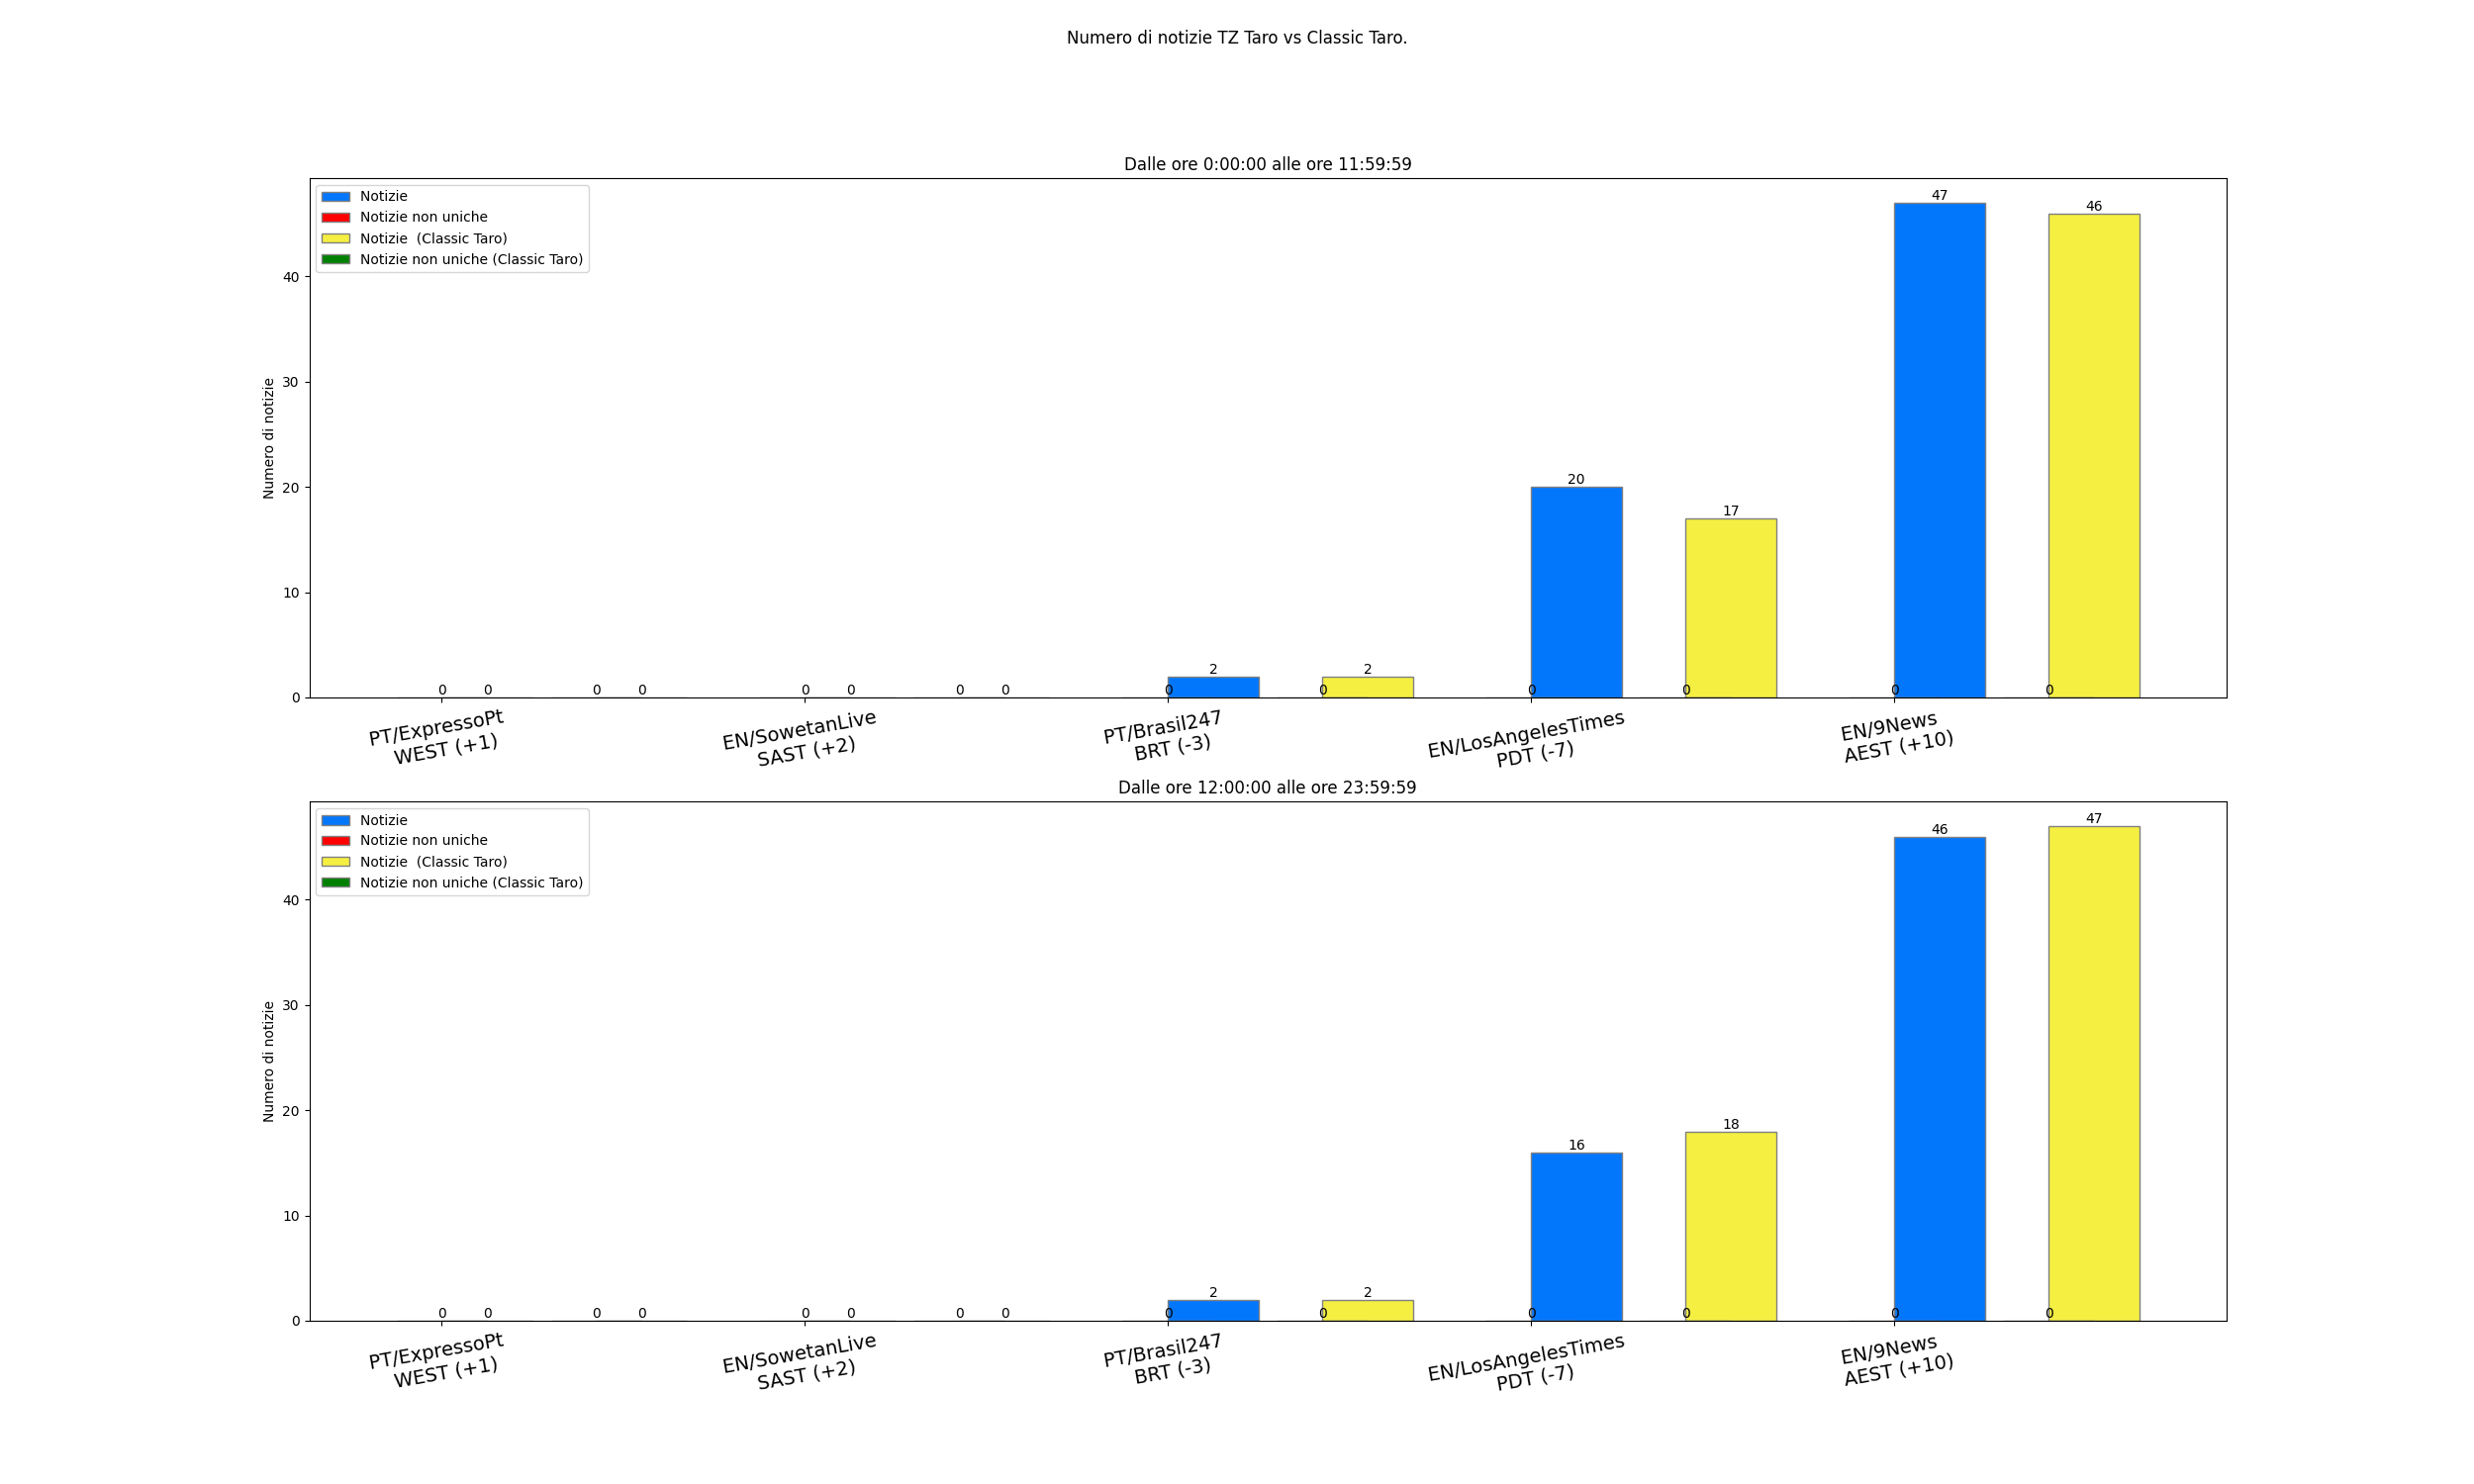 Numero di notizie TZ Taro vs Classic Taro.
Dalle ore 0:00:00 alle ore 11:59:59
Notizie
Notizie non uniche
Notizie  (Classic Taro)
Notizie non uniche (Classic Taro)
Numero di notizie
40
30
20
10
0
47
46
20
17
2
2
0 0 0 0 0 0 0 0 0 0 0 0 0 0
PT/ExpressoPt
WEST (+1)
EN/SowetanLive
SAST (+2)
PT/Brasil247
BRT (-3)
EN/LosAngelesTimes
PDT (-7)
EN/9News
AEST (+10)
Dalle ore 12:00:00 alle ore 23:59:59
Notizie
Notizie non uniche
Notizie  (Classic Taro)
Notizie non uniche (Classic Taro)
Numero di notizie
40
30
20
10
0
46
47
16
18
2
2
0 0 0 0 0 0 0 0 0 0 0 0 0 0
PT/ExpressoPt
WEST (+1)
EN/SowetanLive
SAST (+2)
PT/Brasil247
BRT (-3)
EN/LosAngelesTimes
PDT (-7)
EN/9News
AEST (+10)